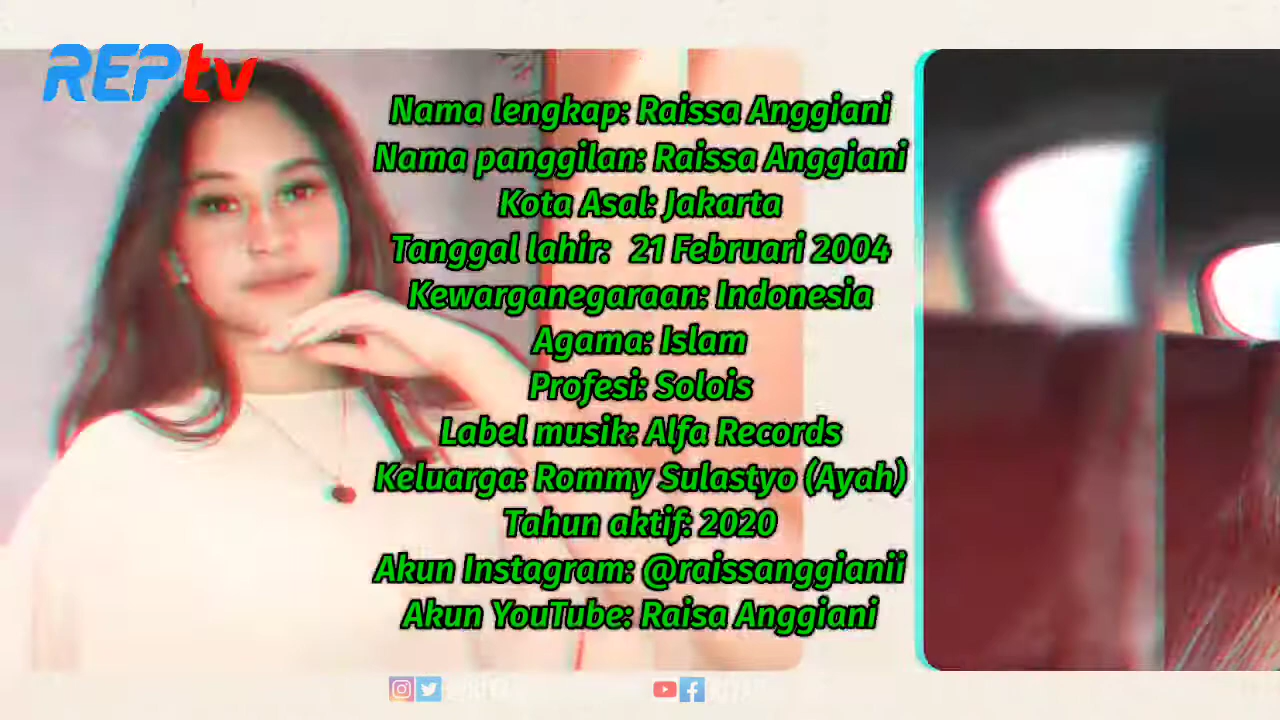 REPtv
Nama lengkap: Raissa Anggiani
Nama panggilan: Raissa Anggiani
Kota Asal: Jakarta
Tanggal lahir: 21 Februari 2004
Kewarganegaraan: Indonesia
Agama: Islam
Profesi: Solois
Label musik: Alfa Records
Keluarga: Rommy Sulastyo (Ayah)
Tahun aktif: 2020
Akun Instagram: @raissanggianii
Akun YouTube: Raisa Anggiani